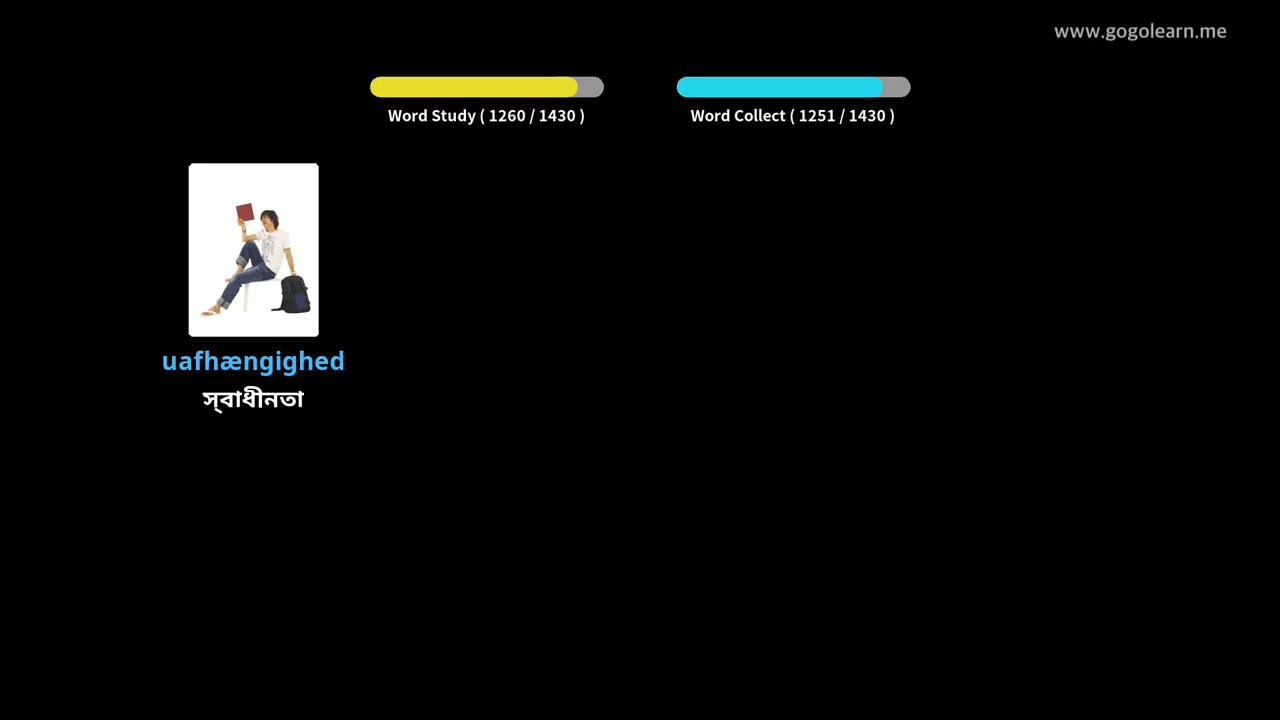 www.gogolearn.me
Word Study ( 1260 / 1430 )
Word Collect ( 1251 / 1430 )
uafhængighed
স্বাধীনতা